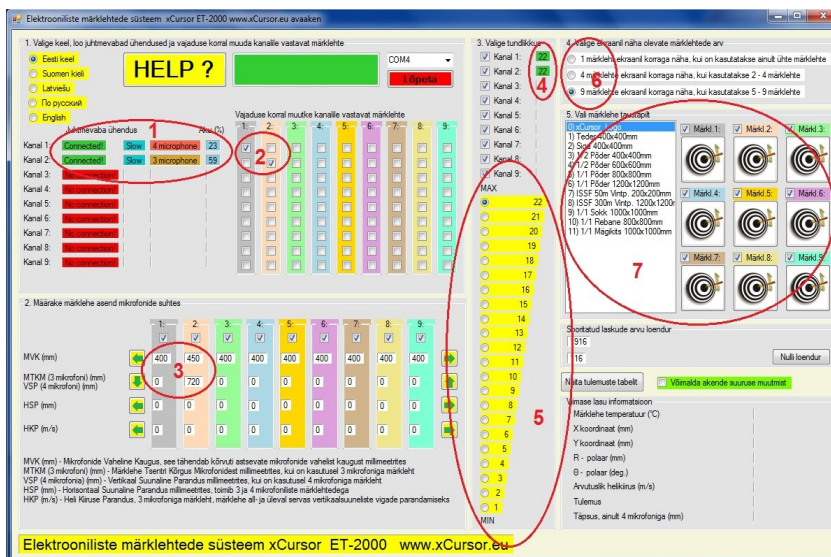 Elektrooniliste märklehtede süsteem xCursor ET-2000 www.xCursor.eu avaaken
1. Valige keel, loo juhtmevabad ühendused ja vajaduse korral muuda kanalile vastavat märklehte
Eesti keel
Suomen kieli
Latviešu
По русский
English
HELP ?
COM4
Lõpeta
Juhtmevaba ühendus
Aku (%)
1
Kanal 1: Connected! Slow 4 microphone 23
Kanal 2: Connected! Slow 3 microphone 59
Kanal 3: No connection!
Kanal 4: No connection!
Kanal 5: No connection!
Kanal 6: No connection!
Kanal 7: No connection!
Kanal 8: No connection!
Kanal 9: No connection!
Vajaduse korral muutke kanalile vastavat märklehte
1: 2: 3: 4: 5: 6: 7: 8: 9:
2
2. Määrake märklehe asend mikrofonide suhtes
1: 2: 3: 4: 5: 6: 7: 8: 9:
MVK (mm) 400 450 400 400 400 400 400 400 400
MTKM (3 mikrofoni) (mm)
VSP (4 mikrofoni) (mm) 0 720 0 0 0 0 0 0 0
HSP (mm) 0 0 0 0 0 0 0 0 0
HKP (m/s) 0 0 0 0 0 0 0 0 0
3
MVK (mm) - Mikrofonide Vaheline Kaugus, see tähendab kõrvuti asetsevate mikrofonide vahelist kaugust millimeetrites
MTKM (3 mikrofoni) (mm) - Märklehe Tsentri Kõrgus Mikrofonidest millimeetrites, kui on kasutusel 3 mikrofoniga märkleht
VSP (4 mikrofonia) (mm) - Vertikaal Suunaline Parandus millimeetrites, kui on kasutusel 4 mikrofoniga märkleht
HSP (mm) - Horisontaal Suunaline Parandus millimeetrites, toimib 3 ja 4 mikrofoniliste märklehtedega
HKP (m/s) - Heli Kiiruse Parandus, 3 mikrofoniga märkleht, märklehe all- ja üleval servas vertikaalsuuneliste vigade parandamiseks
Elektrooniliste märklehtede süsteem xCursor ET-2000 www.xCursor.eu
3. Valige tundlikkus
Kanal 1: 22
Kanal 2: 22
Kanal 3:
Kanal 4:
Kanal 5:
Kanal 6:
Kanal 7:
Kanal 8:
Kanal 9:
4
MAX
22
21
20
19
18
17
16
15
14
13
12
11
10
9
8
7
6
5
4
3
2
1
MIN
5
4. Valige ekraanil näha olevate märklehtede arv
1 märkleht ekraanil korraga näha, kui on kasutatakse ainult ühte märklehte
4 märklehte ekraanil korraga näha, kui kasutatakse 2 - 4 märklehte
9 märklehte ekraanil korraga näha, kui kasutatakse 5 - 9 märklehte
6
5. Vali märklehe taustapilt
0) xCursor Logo
1) Teder 400x400mm
2) Siga 400x400mm
3) 1/2 Põder 400x400mm
4) 1/2 Põder 600x600mm
5) 1/1 Põder 800x800mm
6) 1/1 Põder 1200x1200mm
7) ISSF 50m Vintp. 200x200mm
8) ISSF 300m Vintp. 1200x1200
9) 1/1 Sokk 1000x1000mm
10) 1/1 Rebane 800x800mm
11) 1/1 Mägikits 1000x1000mm
Märkl.1: Märkl.2: Märkl.3:
Märkl.4: Märkl.5: Märkl.6:
Märkl.7: Märkl.8: Märkl.9:
7
Sooritatud laskude arvu loendur
916
Nulli loendur
Näita tulemuste tabelit
Võimalda akende suuruse muutmist
Viimase lasu informatsioon
Märklehe temperatuur (°C)
X koordinaat (mm)
Y koordinaat (mm)
R - polaar (mm)
θ - polaar (deg.)
Arvutuslik helikiirus (m/s)
Tulemus
Täpsus, ainult 4 mikrofoniga (mm)